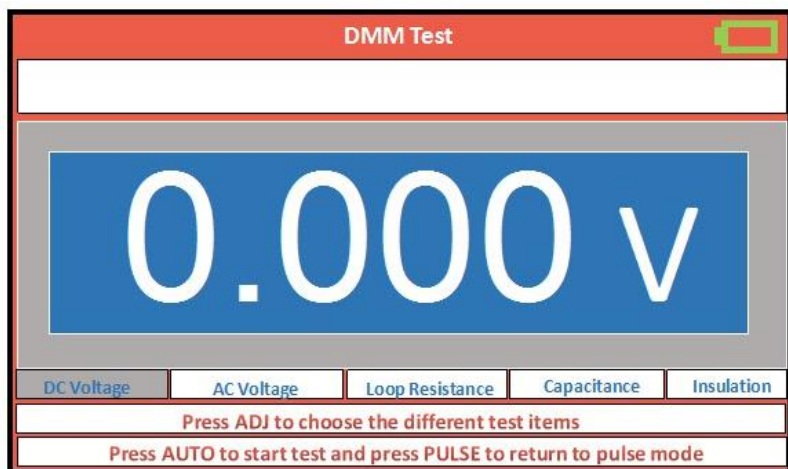 DMM Test
0.000 V
DC Voltage AC Voltage Loop Resistance Capacitance Insulation
Press ADJ to choose the different test items
Press AUTO to start test and press PULSE to return to pulse mode